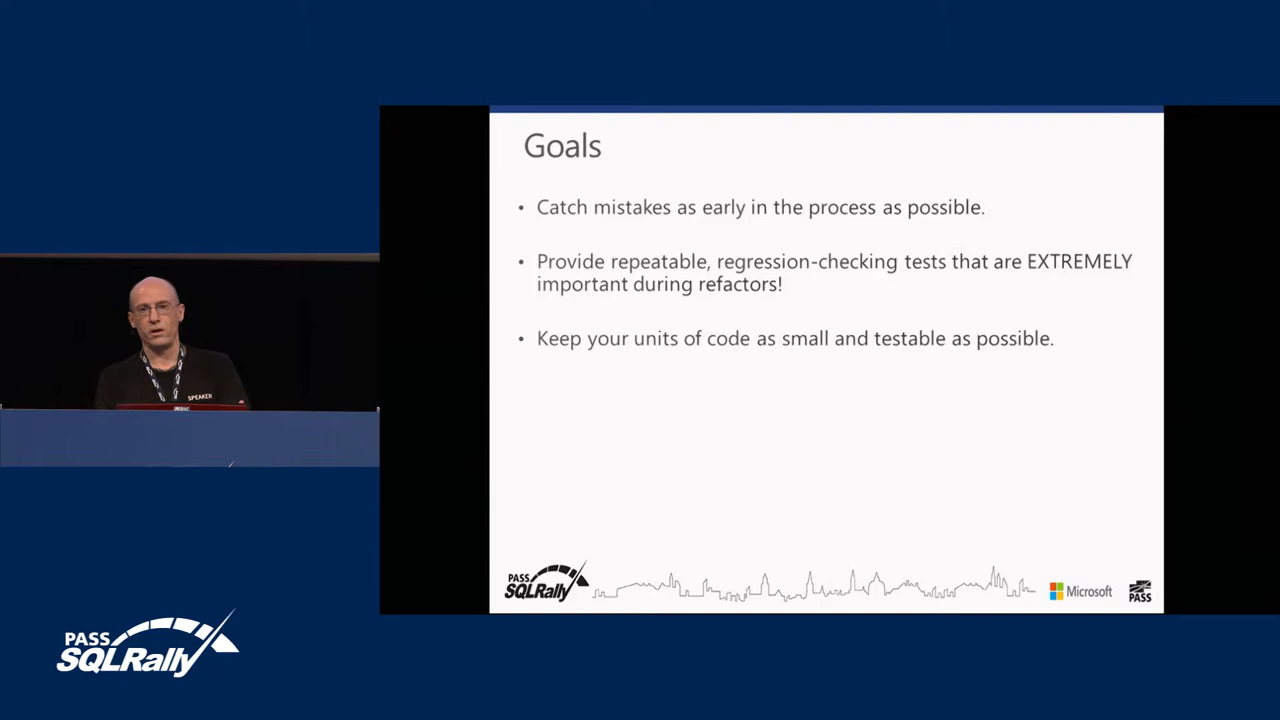 Goals
• Catch mistakes as early in the process as possible.
• Provide repeatable, regression-checking tests that are EXTREMELY
important during refactors!
• Keep your units of code as small and testable as possible.
SPEAKER
PASS
SQLRally
Microsoft
PASS
PASS
SQLRally